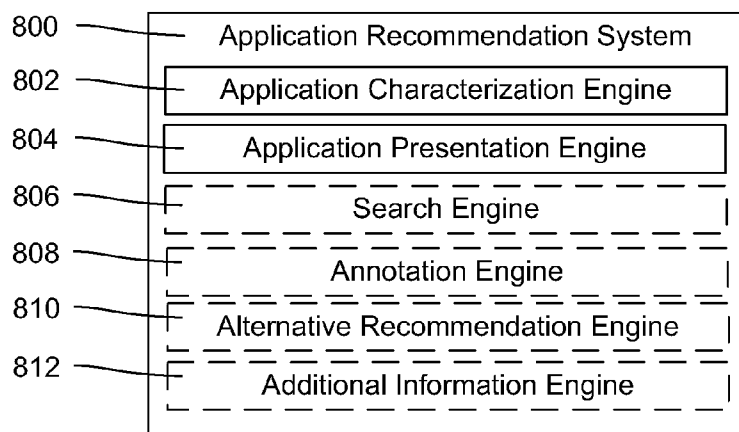 800 Application Recommendation System
802 Application Characterization Engine
804 Application Presentation Engine
806 Search Engine
808 Annotation Engine
810 Alternative Recommendation Engine
812 Additional Information Engine